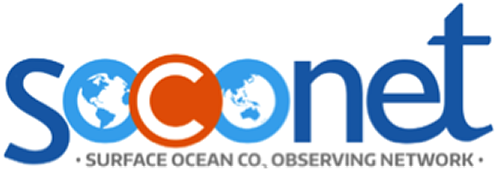 soconet
· SURFACE OCEAN CO₂ OBSERVING NETWORK ·